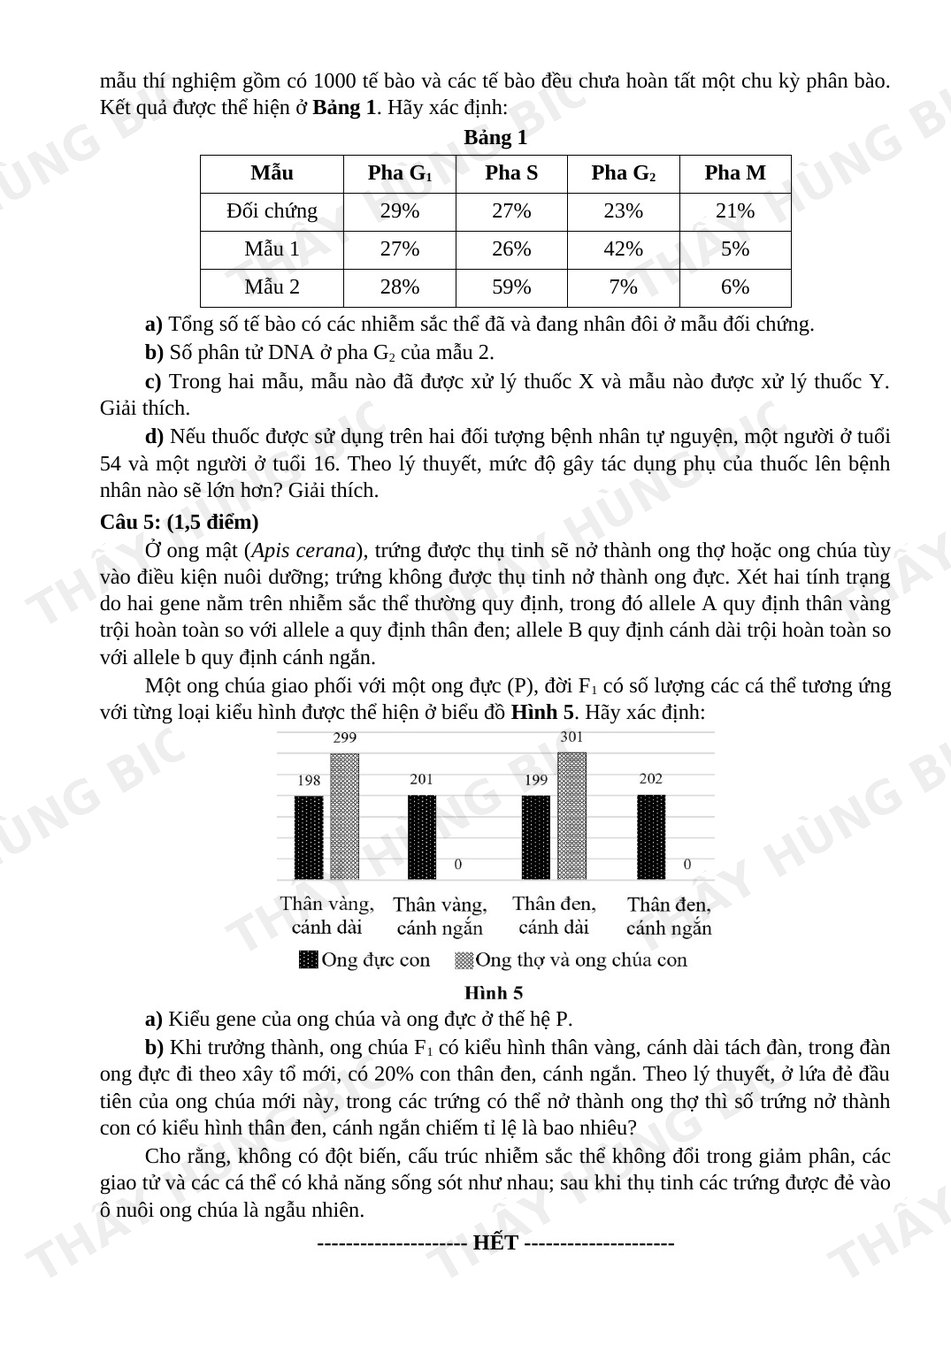 mẫu thí nghiệm gồm có 1000 tế bào và các tế bào đều chưa hoàn tất một chu kỳ phân bào.
Kết quả được thể hiện ở Bảng 1. Hãy xác định:
Bảng 1
Mẫu Pha G₁ Pha S Pha G₂ Pha M
Đối chứng 29% 27% 23% 21%
Mẫu 1 27% 26% 42% 5%
Mẫu 2 28% 59% 7% 6%
a) Tổng số tế bào có các nhiễm sắc thể đã và đang nhân đôi ở mẫu đối chứng.
b) Số phân tử DNA ở pha G₂ của mẫu 2.
c) Trong hai mẫu, mẫu nào đã được xử lý thuốc X và mẫu nào được xử lý thuốc Y.
Giải thích.
d) Nếu thuốc được sử dụng trên hai đối tượng bệnh nhân tự nguyện, một người ở tuổi
54 và một người ở tuổi 16. Theo lý thuyết, mức độ gây tác dụng phụ của thuốc lên bệnh
nhân nào sẽ lớn hơn? Giải thích.
Câu 5: (1,5 điểm)
Ở ong mật (Apis cerana), trứng được thụ tinh sẽ nở thành ong thợ hoặc ong chúa tùy
vào điều kiện nuôi dưỡng; trứng không được thụ tinh nở thành ong đực. Xét hai tính trạng
do hai gene nằm trên nhiễm sắc thể thường quy định, trong đó allele A quy định thân vàng
trội hoàn toàn so với allele a quy định thân đen; allele B quy định cánh dài trội hoàn toàn so
với allele b quy định cánh ngắn.
Một ong chúa giao phối với một ong đực (P), đời F₁ có số lượng các cá thể tương ứng
với từng loại kiểu hình được thể hiện ở biểu đồ Hình 5. Hãy xác định:
299 301
198 201 199 202
0 0
Thân vàng, Thân vàng, Thân đen, Thân đen,
cánh dài cánh ngắn cánh dài cánh ngắn
Ong đực con Ong thợ và ong chúa con
Hình 5
a) Kiểu gene của ong chúa và ong đực ở thế hệ P.
b) Khi trưởng thành, ong chúa F₁ có kiểu hình thân vàng, cánh dài tách đàn, trong đàn
ong đực đi theo xây tổ mới, có 20% con thân đen, cánh ngắn. Theo lý thuyết, ở lứa đẻ đầu
tiên của ong chúa mới này, trong các trứng có thể nở thành ong thợ thì số trứng nở thành
con có kiểu hình thân đen, cánh ngắn chiếm tỉ lệ là bao nhiêu?
Cho rằng, không có đột biến, cấu trúc nhiễm sắc thể không đổi trong giảm phân, các
giao tử và các cá thể có khả năng sống sót như nhau; sau khi thụ tinh các trứng được đẻ vào
ô nuôi ong chúa là ngẫu nhiên.
--------------------- HẾT ---------------------
THẦY HÙNG BIC